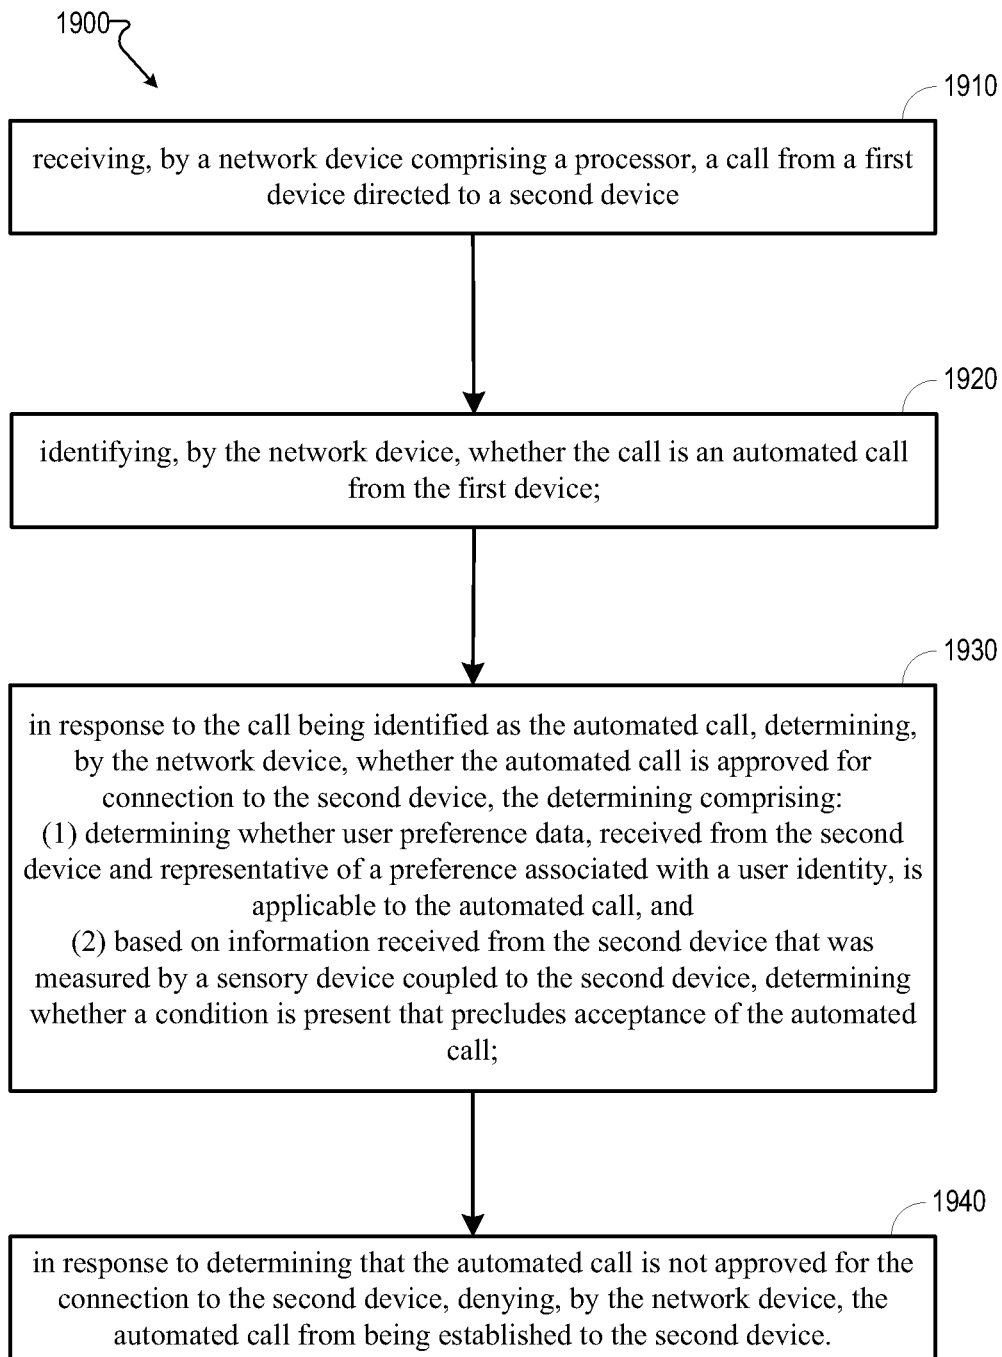 1900
1910
receiving, by a network device comprising a processor, a call from a first
device directed to a second device
1920
identifying, by the network device, whether the call is an automated call
from the first device;
1930
in response to the call being identified as the automated call, determining,
by the network device, whether the automated call is approved for
connection to the second device, the determining comprising:
(1) determining whether user preference data, received from the second
device and representative of a preference associated with a user identity, is
applicable to the automated call, and
(2) based on information received from the second device that was
measured by a sensory device coupled to the second device, determining
whether a condition is present that precludes acceptance of the automated
call;
1940
in response to determining that the automated call is not approved for the
connection to the second device, denying, by the network device, the
automated call from being established to the second device.